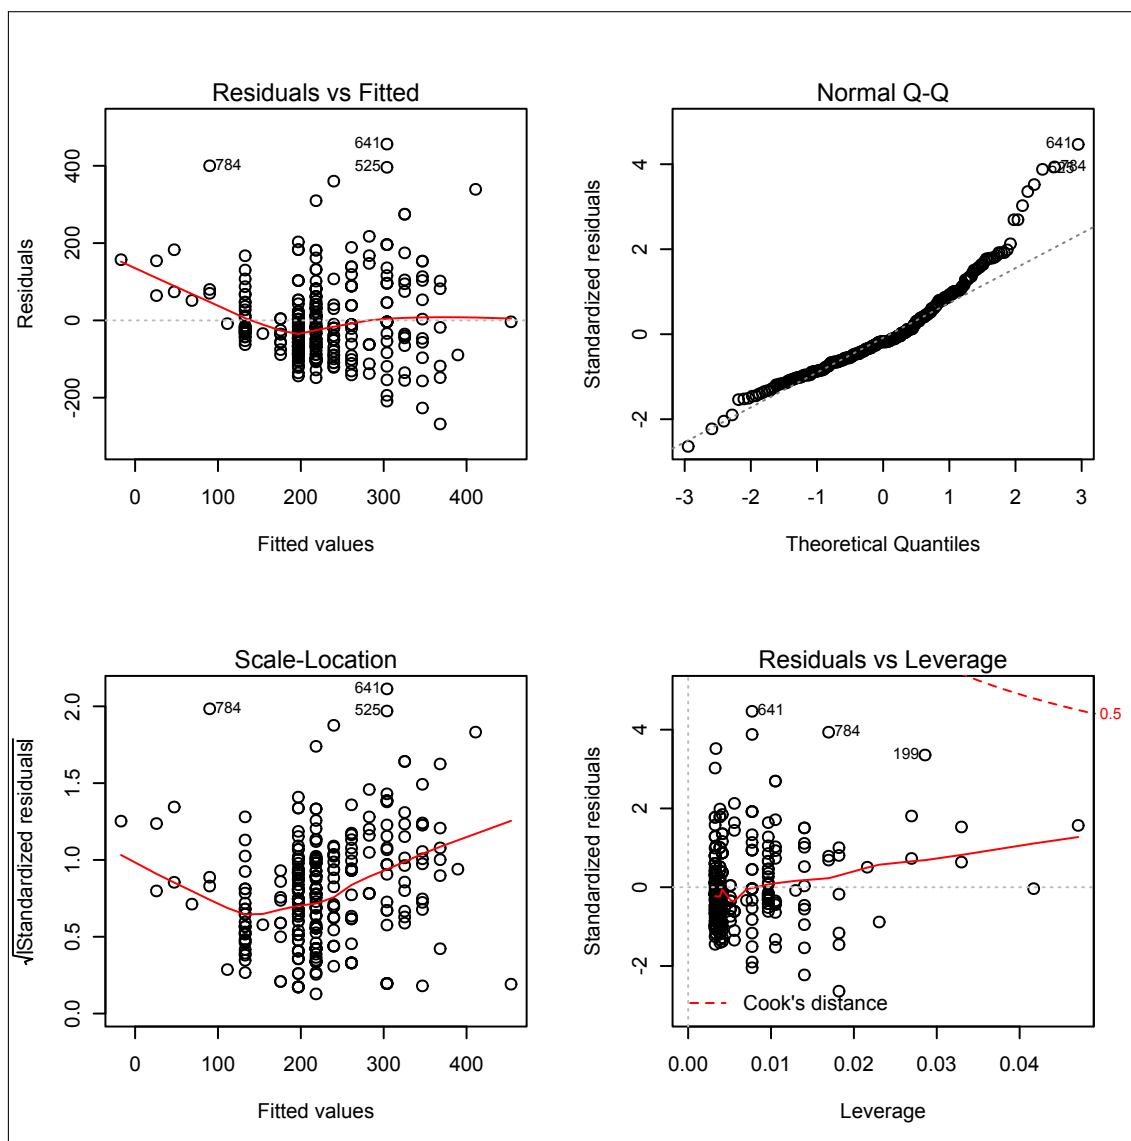 Residuals vs Fitted
Residuals
400
200
0
-200
641
525
784
0 100 200 300 400
Fitted values
Normal Q-Q
Standardized residuals
4
2
0
-2
641
525
784
-3 -2 -1 0 1 2 3
Theoretical Quantiles
Scale-Location
√|Standardized residuals|
2.0
1.5
1.0
0.5
0.0
641
525
784
0 100 200 300 400
Fitted values
Residuals vs Leverage
Standardized residuals
4
2
0
-2
641
784
199
0.5
Cook's distance
0.00 0.01 0.02 0.03 0.04
Leverage